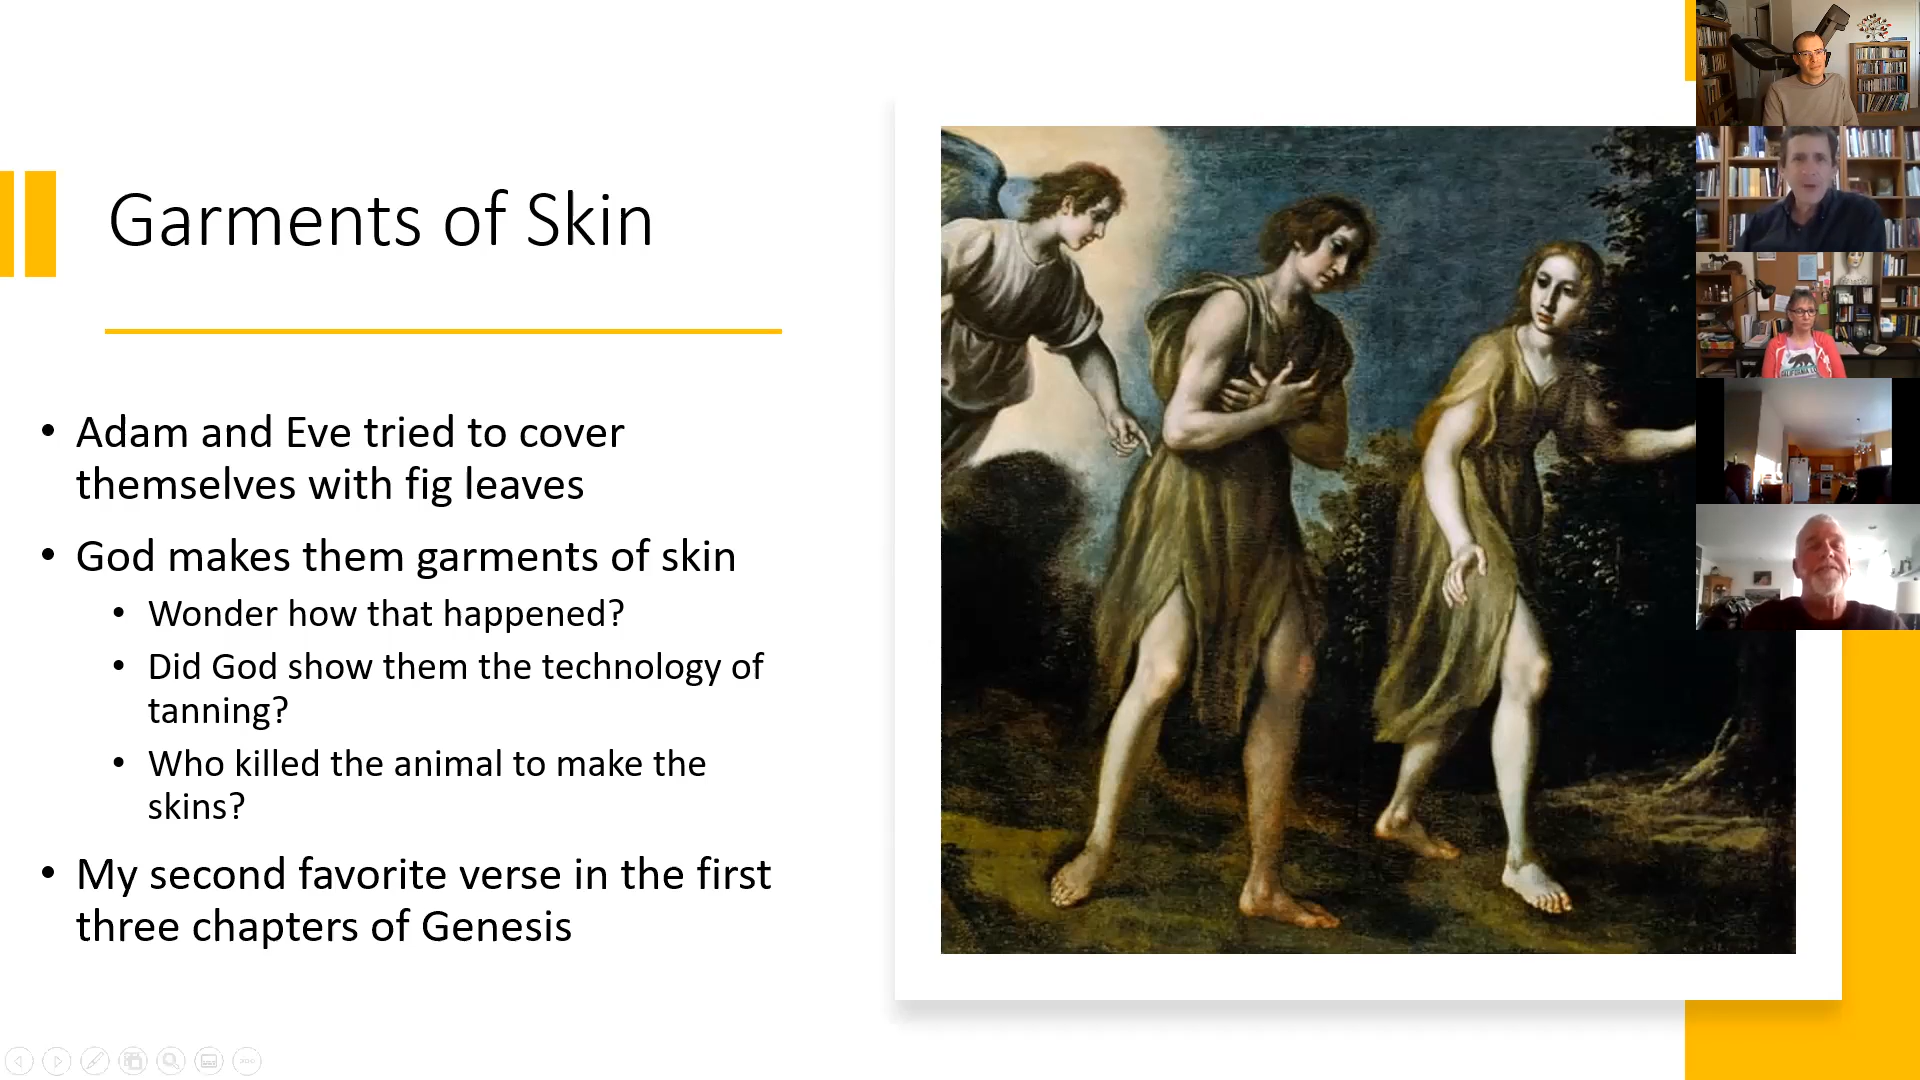 Garments of Skin
• Adam and Eve tried to cover
themselves with fig leaves
• God makes them garments of skin
• Wonder how that happened?
• Did God show them the technology of
tanning?
• Who killed the animal to make the
skins?
• My second favorite verse in the first
three chapters of Genesis